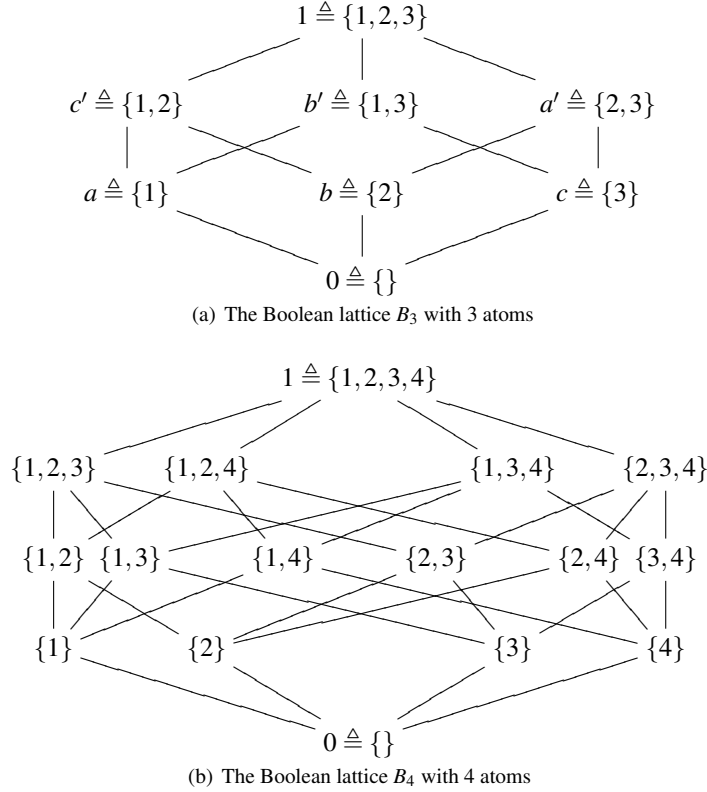 1 ≜ {1,2,3}
c′ ≜ {1,2} b′ ≜ {1,3} a′ ≜ {2,3}
a ≜ {1} b ≜ {2} c ≜ {3}
0 ≜ {}
(a) The Boolean lattice B₃ with 3 atoms
1 ≜ {1,2,3,4}
{1,2,3} {1,2,4} {1,3,4} {2,3,4}
{1,2} {1,3} {1,4} {2,3} {2,4} {3,4}
{1} {2} {3} {4}
0 ≜ {}
(b) The Boolean lattice B₄ with 4 atoms